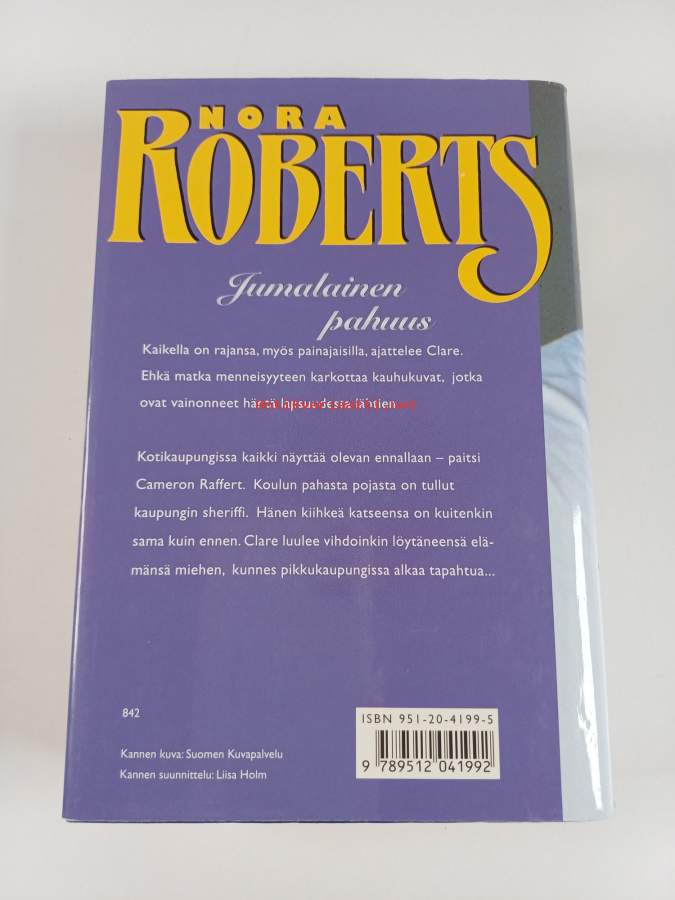 NORA
ROBERTS
Jumalainen
pahuus
Kaikella on rajansa, myös painajaisilla, ajattelee Clare.
Ehkä matka menneisyyteen karkottaa kauhukuvat, jotka
ovat vainonneet häntä lapsuudesta lähtien.
Kotikaupungissa kaikki näyttää olevan ennallaan – paitsi
Cameron Raffert. Koulun pahasta pojasta on tullut
kaupungin sheriffi. Hänen kiihkeä katseensa on kuitenkin
sama kuin ennen. Clare luulee vihdoinkin löytäneensä elä-
mänsä miehen, kunnes pikkukaupungissa alkaa tapahtua...
842
ISBN 951-20-4199-5
Kannen kuva: Suomen Kuvapalvelu
Kannen suunnittelu: Liisa Holm
9 789512 041992